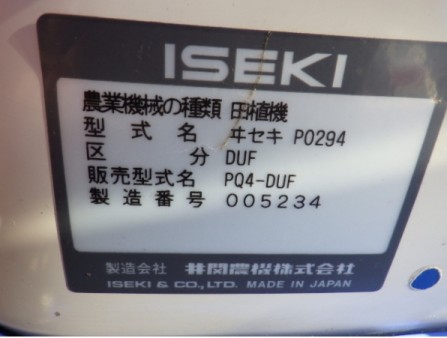 ISEKI
農業機械の種類 田植機
型式名 ヰセキ P0294
区分 DUF
販売型式名 PQ4-DUF
製造番号 005234
製造会社 井関農機株式会社
ISEKI & CO., LTD. MADE IN JAPAN